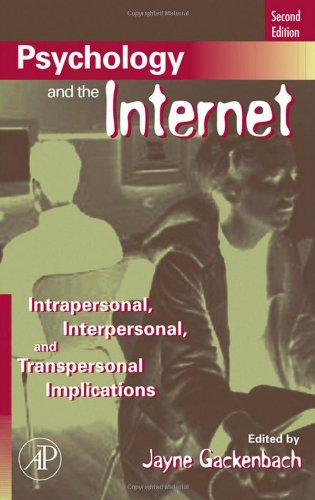 Second
Edition
Psychology
and the Internet
Intrapersonal,
Interpersonal,
and
Transpersonal
Implications
Edited by
Jayne Gackenbach
AP